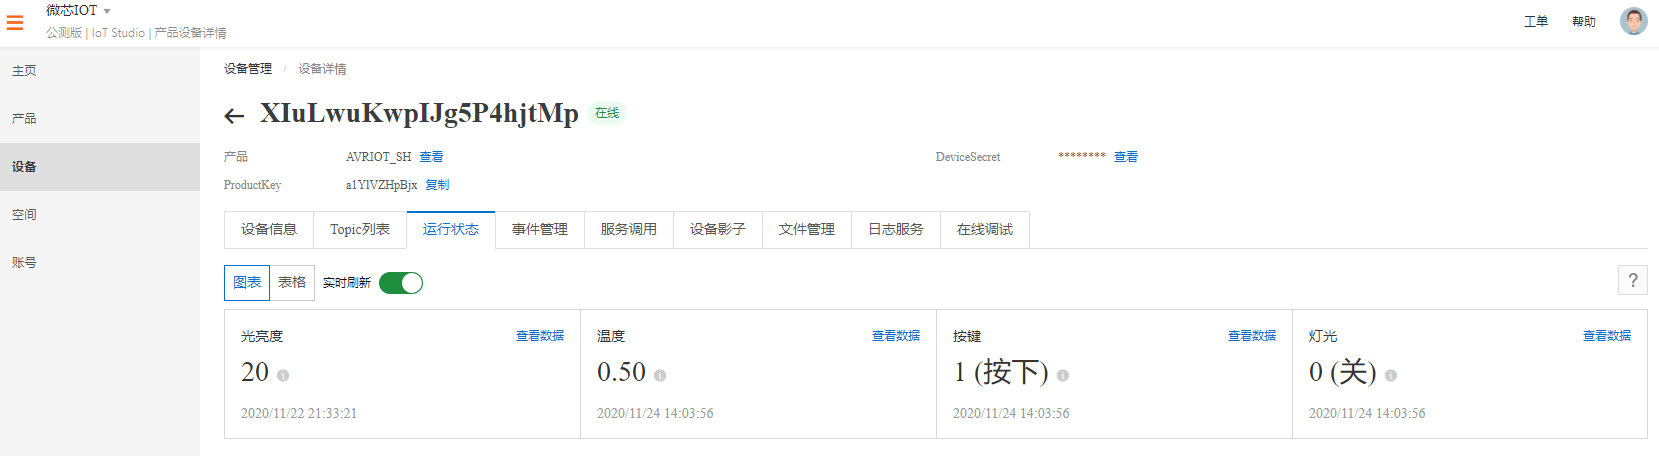 微芯IOT
公测版 | IoT Studio | 产品设备详情
工单 帮助
主页
产品
设备
空间
账号
设备管理 / 设备详情
XIuLwuKwpIJg5P4hjtMp 在线
产品 AVRIOT_SH 查看 DeviceSecret ******** 查看
ProductKey a1YlVZHpBjx 复制
设备信息 Topic列表 运行状态 事件管理 服务调用 设备影子 文件管理 日志服务 在线调试
图表 表格 实时刷新 ?
光亮度 查看数据
20
2020/11/22 21:33:21
温度 查看数据
0.50
2020/11/24 14:03:56
按键 查看数据
1 (按下)
2020/11/24 14:03:56
灯光 查看数据
0 (关)
2020/11/24 14:03:56